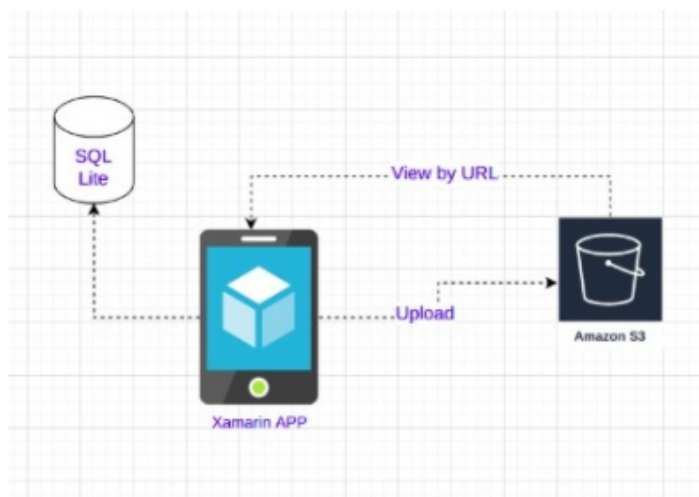 SQL
Lite
View by URL
Upload
Amazon S3
Xamarin APP